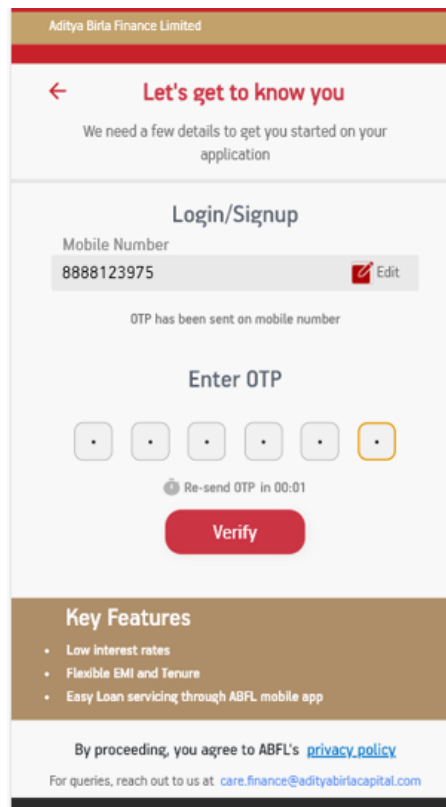 Aditya Birla Finance Limited
Let's get to know you
We need a few details to get you started on your
application
Login/Signup
Mobile Number
8888123975
Edit
OTP has been sent on mobile number
Enter OTP
Re-send OTP in 00:01
Verify
Key Features
• Low interest rates
• Flexible EMI and Tenure
• Easy Loan servicing through ABFL mobile app
By proceeding, you agree to ABFL's privacy policy
For queries, reach out to us at care.finance@adityabirlacapital.com